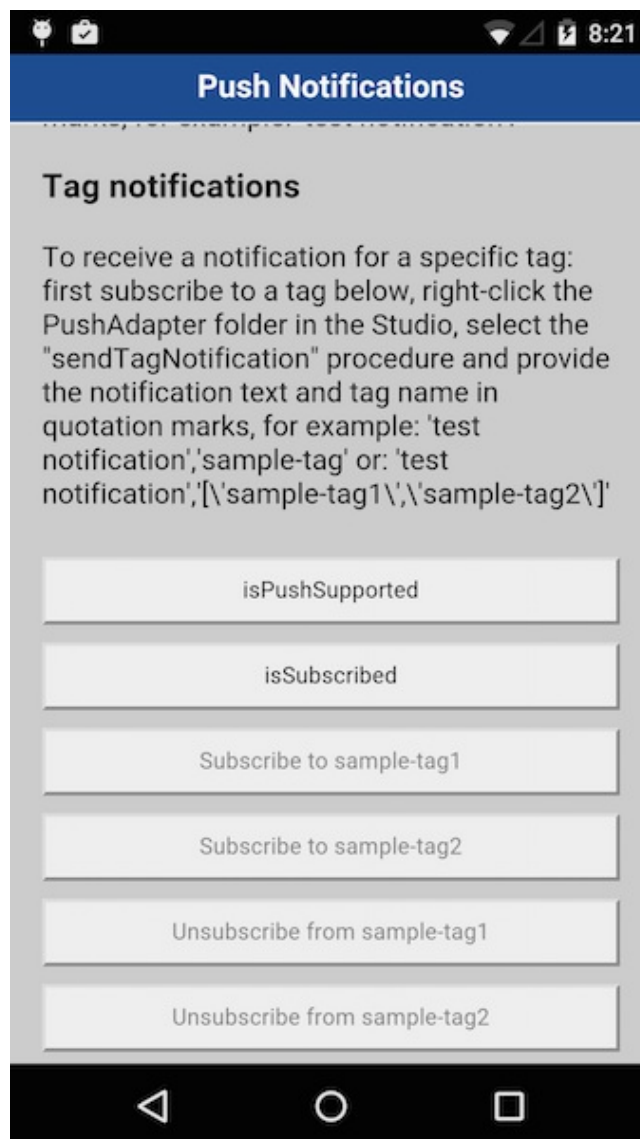 8:21
Push Notifications
Tag notifications
To receive a notification for a specific tag:
first subscribe to a tag below, right-click the
PushAdapter folder in the Studio, select the
"sendTagNotification" procedure and provide
the notification text and tag name in
quotation marks, for example: 'test
notification','sample-tag' or: 'test
notification','[\'sample-tag1\',\'sample-tag2\']'
isPushSupported
isSubscribed
Subscribe to sample-tag1
Subscribe to sample-tag2
Unsubscribe from sample-tag1
Unsubscribe from sample-tag2